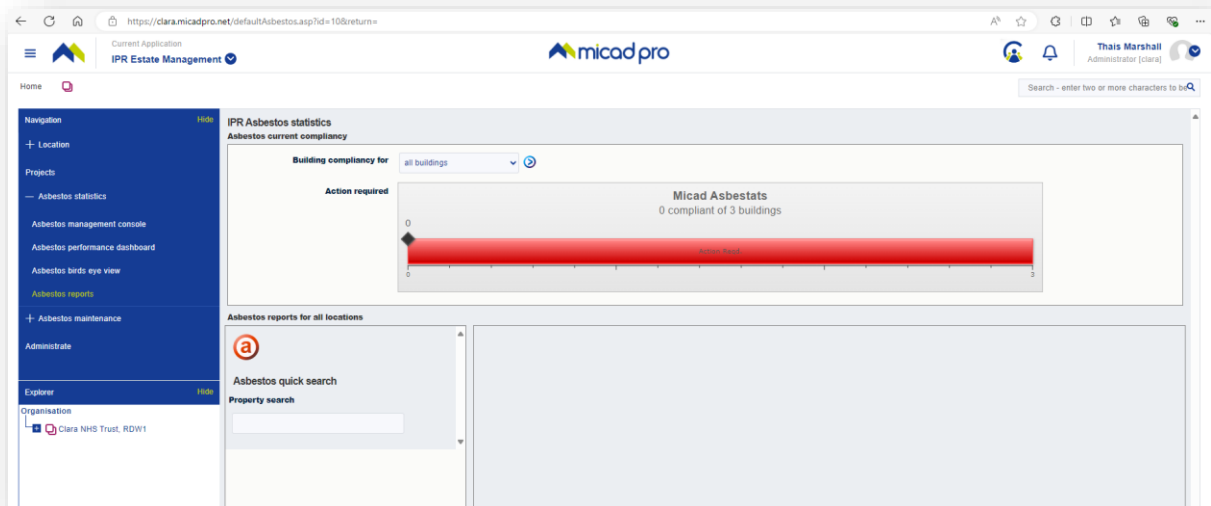 https://clara.micadpro.net/defaultAsbestos.asp?id=10&return=
Current Application
IPR Estate Management
micad pro
Thais Marshall
Administrator [clara]
Home
Search - enter two or more characters to be
Navigation Hide
+ Location
Projects
— Asbestos statistics
Asbestos management console
Asbestos performance dashboard
Asbestos birds eye view
Asbestos reports
+ Asbestos maintenance
Administrate
Explorer Hide
Organisation
Clara NHS Trust, RDW1
IPR Asbestos statistics
Asbestos current compliancy
Building compliancy for all buildings
Action required
Micad Asbestats
0 compliant of 3 buildings
0
0 3
Asbestos reports for all locations
a
Asbestos quick search
Property search